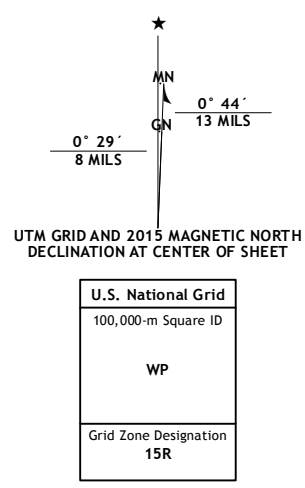 MN
GN
0° 44´
13 MILS
0° 29´
8 MILS
UTM GRID AND 2015 MAGNETIC NORTH
DECLINATION AT CENTER OF SHEET
U.S. National Grid
100,000-m Square ID
WP
Grid Zone Designation
15R